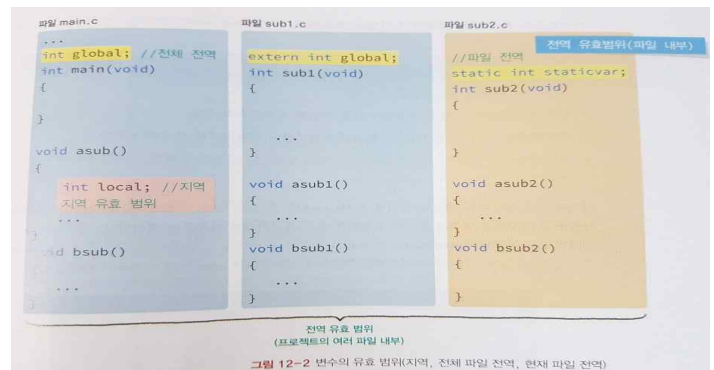 파일 main.c
...
int global; //전체 전역
int main(void)
{
}
void asub()
{
int local; //지역
지역 유효 범위
...
}
void bsub()
{
...
}
파일 sub1.c
extern int global;
int sub1(void)
{
...
}
void asub1()
{
...
}
void bsub1()
{
...
}
파일 sub2.c
전역 유효범위(파일 내부)
//파일 전역
static int staticvar;
int sub2(void)
{
}
void asub2()
{
...
}
void bsub2()
{
}
전역 유효 범위
(프로젝트의 여러 파일 내부)
그림 12-2 변수의 유효 범위(지역, 전체 파일 전역, 현재 파일 전역)